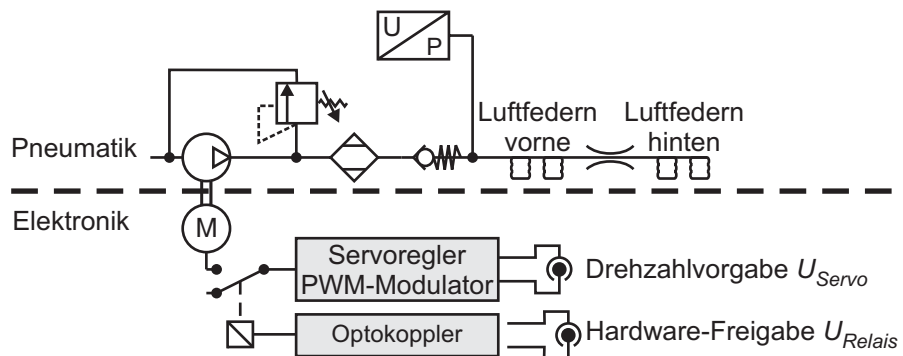 U
P
Luftfedern
vorne
Luftfedern
hinten
Pneumatik
Elektronik
M
Servoregler
PWM-Modulator
Drehzahlvorgabe U_Servo
Optokoppler
Hardware-Freigabe U_Relais